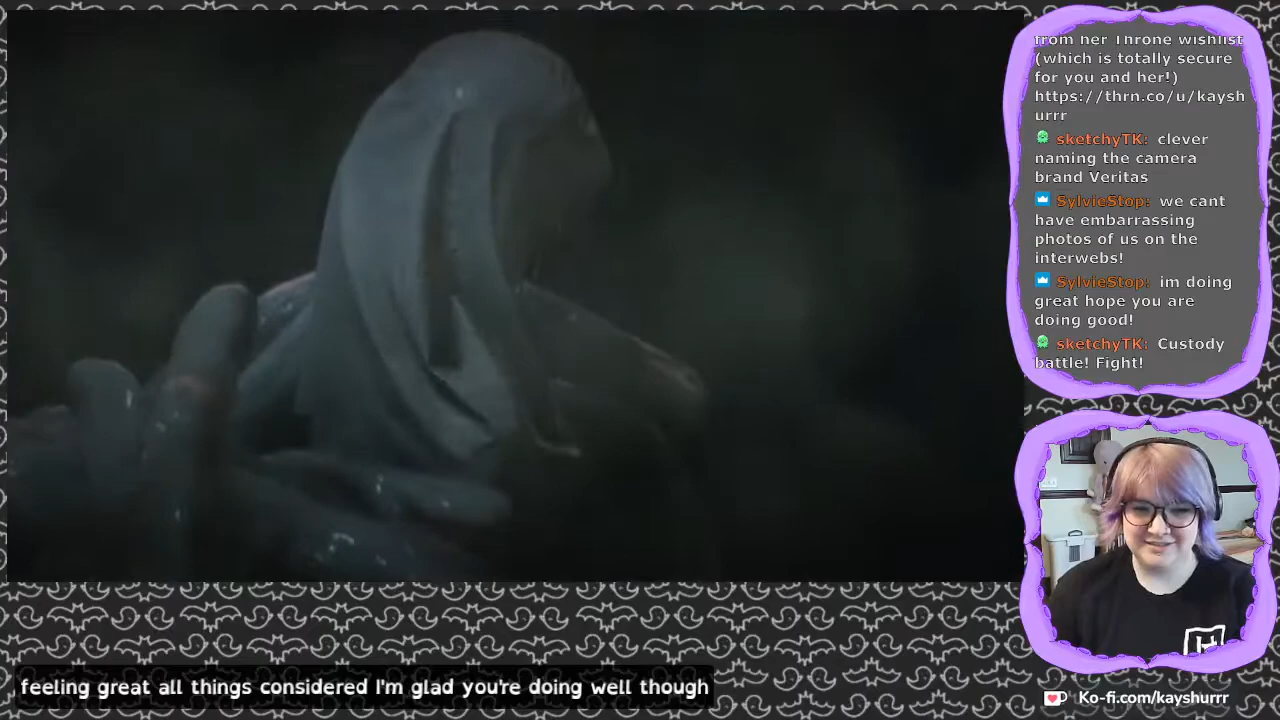 from her Throne wishlist
(which is totally secure
for you and her!)
https://thrn.co/u/kaysh
urrr
sketchyTK: clever
naming the camera
brand Veritas
SylvieStop: we cant
have embarrassing
photos of us on the
interwebs!
SylvieStop: im doing
great hope you are
doing good!
sketchyTK: Custody
battle! Fight!
H
feeling great all things considered I'm glad you're doing well though
Ko-fi.com/kayshurrr